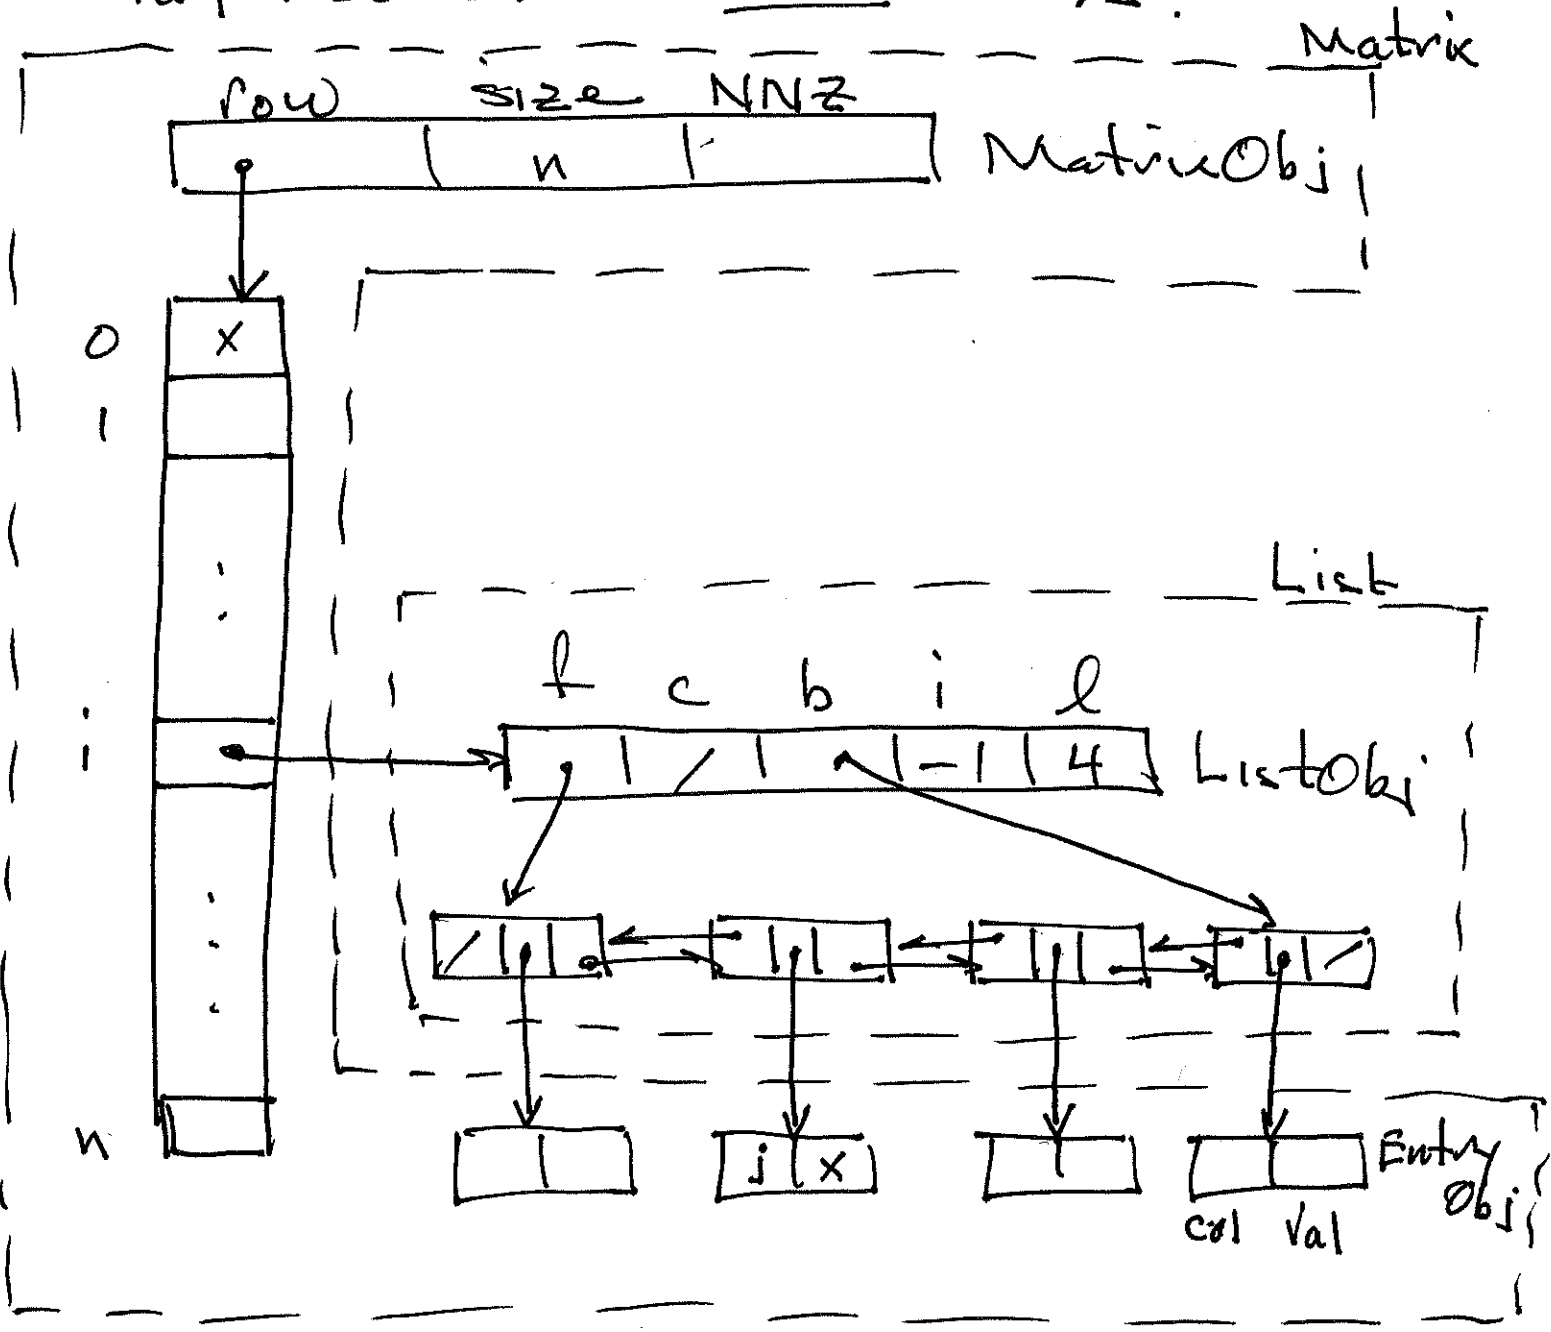 Matrix
row size NNZ
n MatrixObj
0 x
1
List
f c b i l
i -1 4 ListObj
n j x Entry
Obj
col val